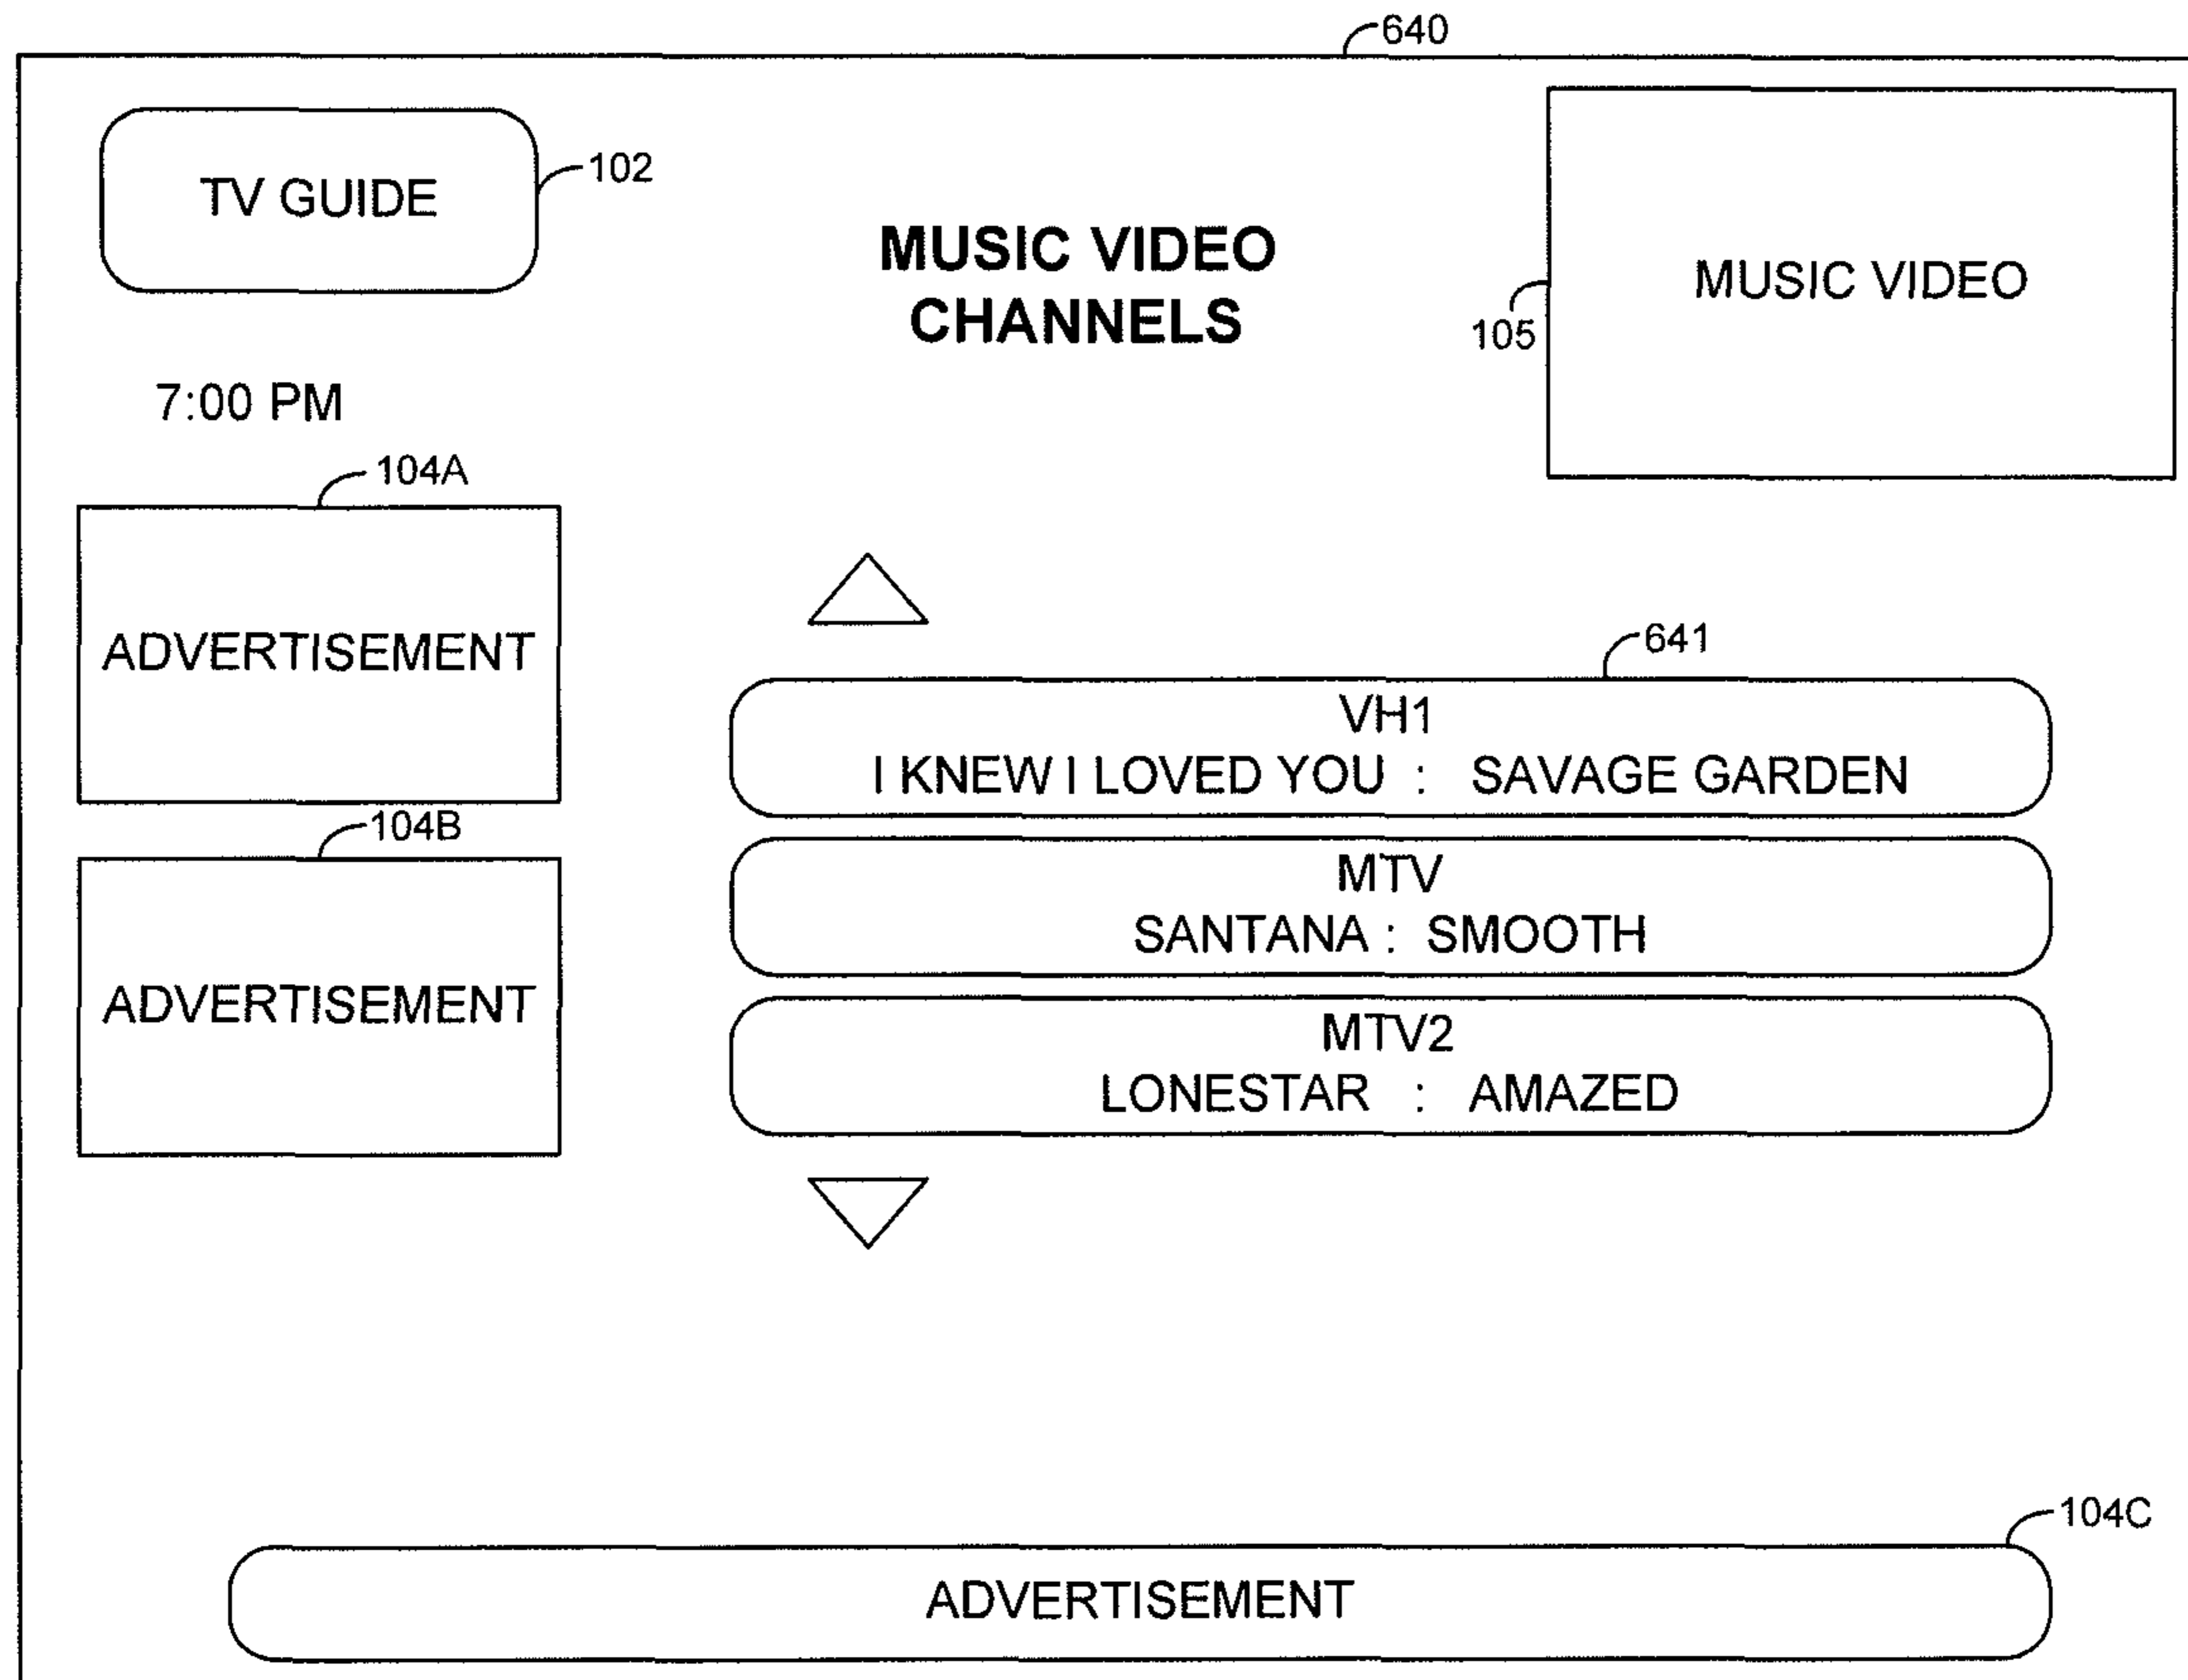 640
TV GUIDE
102
MUSIC VIDEO
CHANNELS
MUSIC VIDEO
105
7:00 PM
104A
ADVERTISEMENT
641
VH1
I KNEW I LOVED YOU : SAVAGE GARDEN
104B
MTV
SANTANA : SMOOTH
ADVERTISEMENT
MTV2
LONESTAR : AMAZED
104C
ADVERTISEMENT